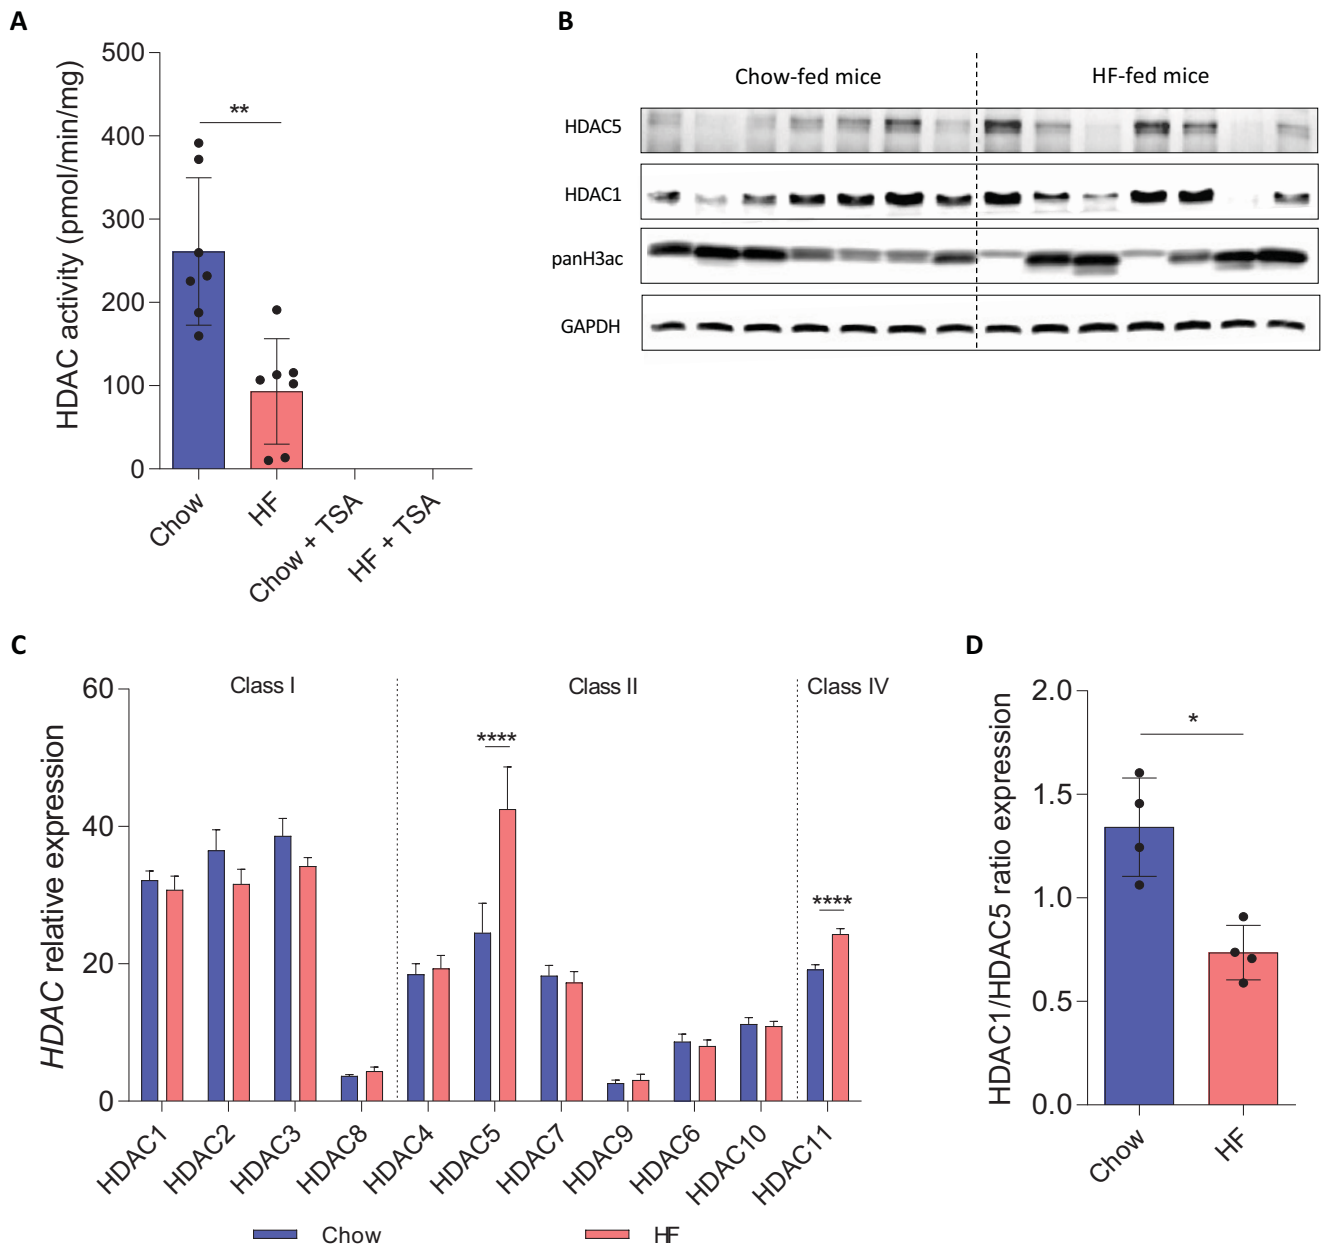 A
HDAC activity (pmol/min/mg)
500
400
300
200
100
0
**
Chow
HF
Chow + TSA
HF + TSA
B
Chow-fed mice
HF-fed mice
HDAC5
HDAC1
panH3ac
GAPDH
C
HDAC relative expression
60
40
20
0
Class I
Class II
Class IV
****
****
HDAC1
HDAC2
HDAC3
HDAC8
HDAC4
HDAC5
HDAC7
HDAC9
HDAC6
HDAC10
HDAC11
Chow
HF
D
HDAC1/HDAC5 ratio expression
2.0
1.5
1.0
0.5
0.0
*
Chow
HF